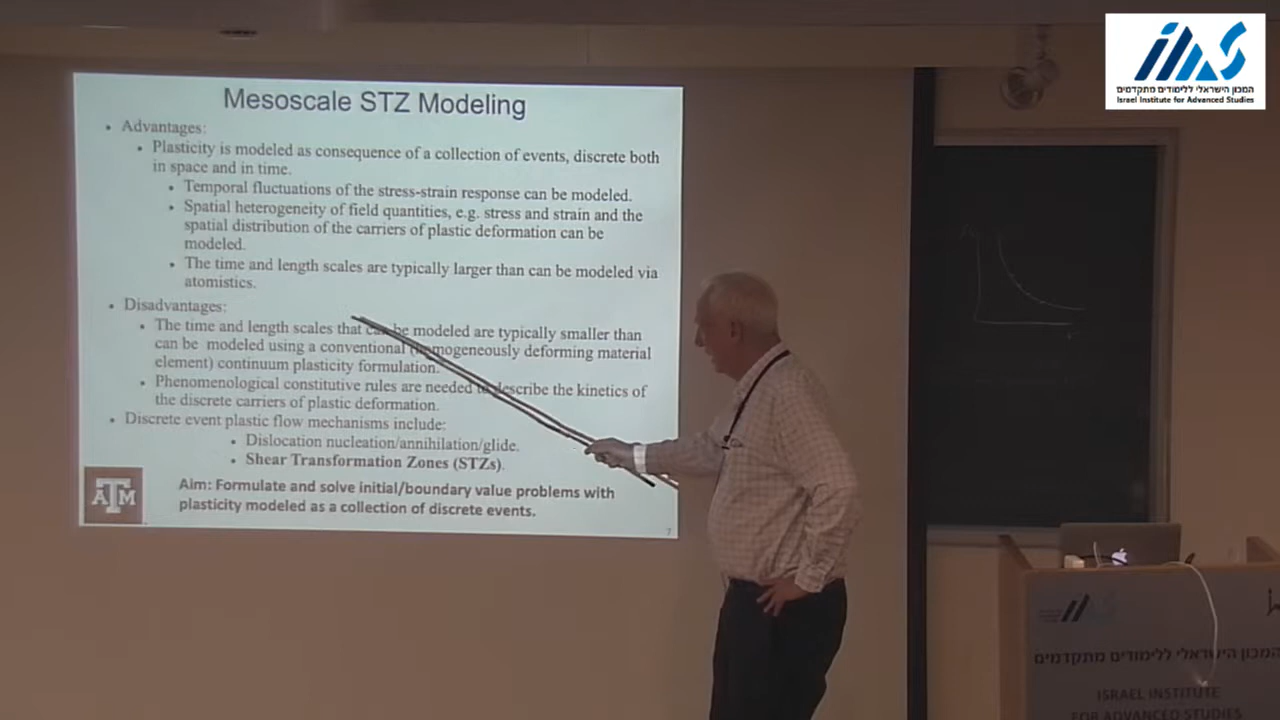 המכון הישראלי ללימודים מתקדמים
Israel Institute for Advanced Studies
Mesoscale STZ Modeling
• Advantages:
• Plasticity is modeled as consequence of a collection of events, discrete both
in space and in time.
• Temporal fluctuations of the stress-strain response can be modeled.
• Spatial heterogeneity of field quantities, e.g. stress and strain and the
spatial distribution of the carriers of plastic deformation can be
modeled.
• The time and length scales are typically larger than can be modeled via
atomistics.
• Disadvantages:
• The time and length scales that can be modeled are typically smaller than
can be modeled using a conventional (homogeneously deforming material
element) continuum plasticity formulation.
• Phenomenological constitutive rules are needed to describe the kinetics of
the discrete carriers of plastic deformation.
• Discrete event plastic flow mechanisms include:
• Dislocation nucleation/annihilation/glide.
• Shear Transformation Zones (STZs).
Aim: Formulate and solve initial/boundary value problems with
plasticity modeled as a collection of discrete events.
ATM
7
המכון הישראלי ללימודים מתקדמים
ISRAEL INSTITUTE
FOR ADVANCED STUDIES